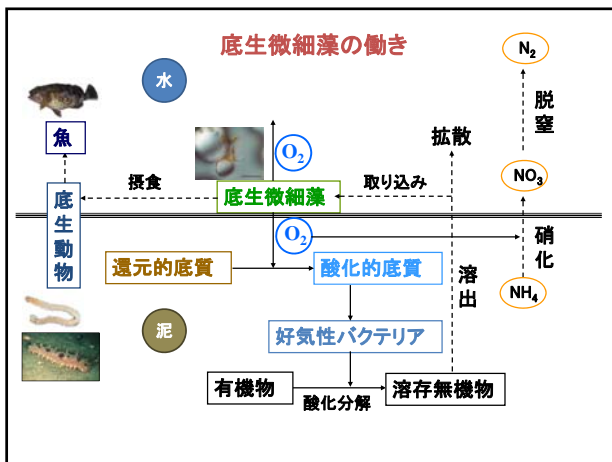 底生微細藻の働き
水
N₂
脱窒
魚
O₂
拡散
摂食
底生微細藻
取り込み
NO₃
底生動物
O₂
硝化
還元的底質
酸化的底質
溶出
NH₄
泥
好気性バクテリア
有機物
酸化分解
溶存無機物